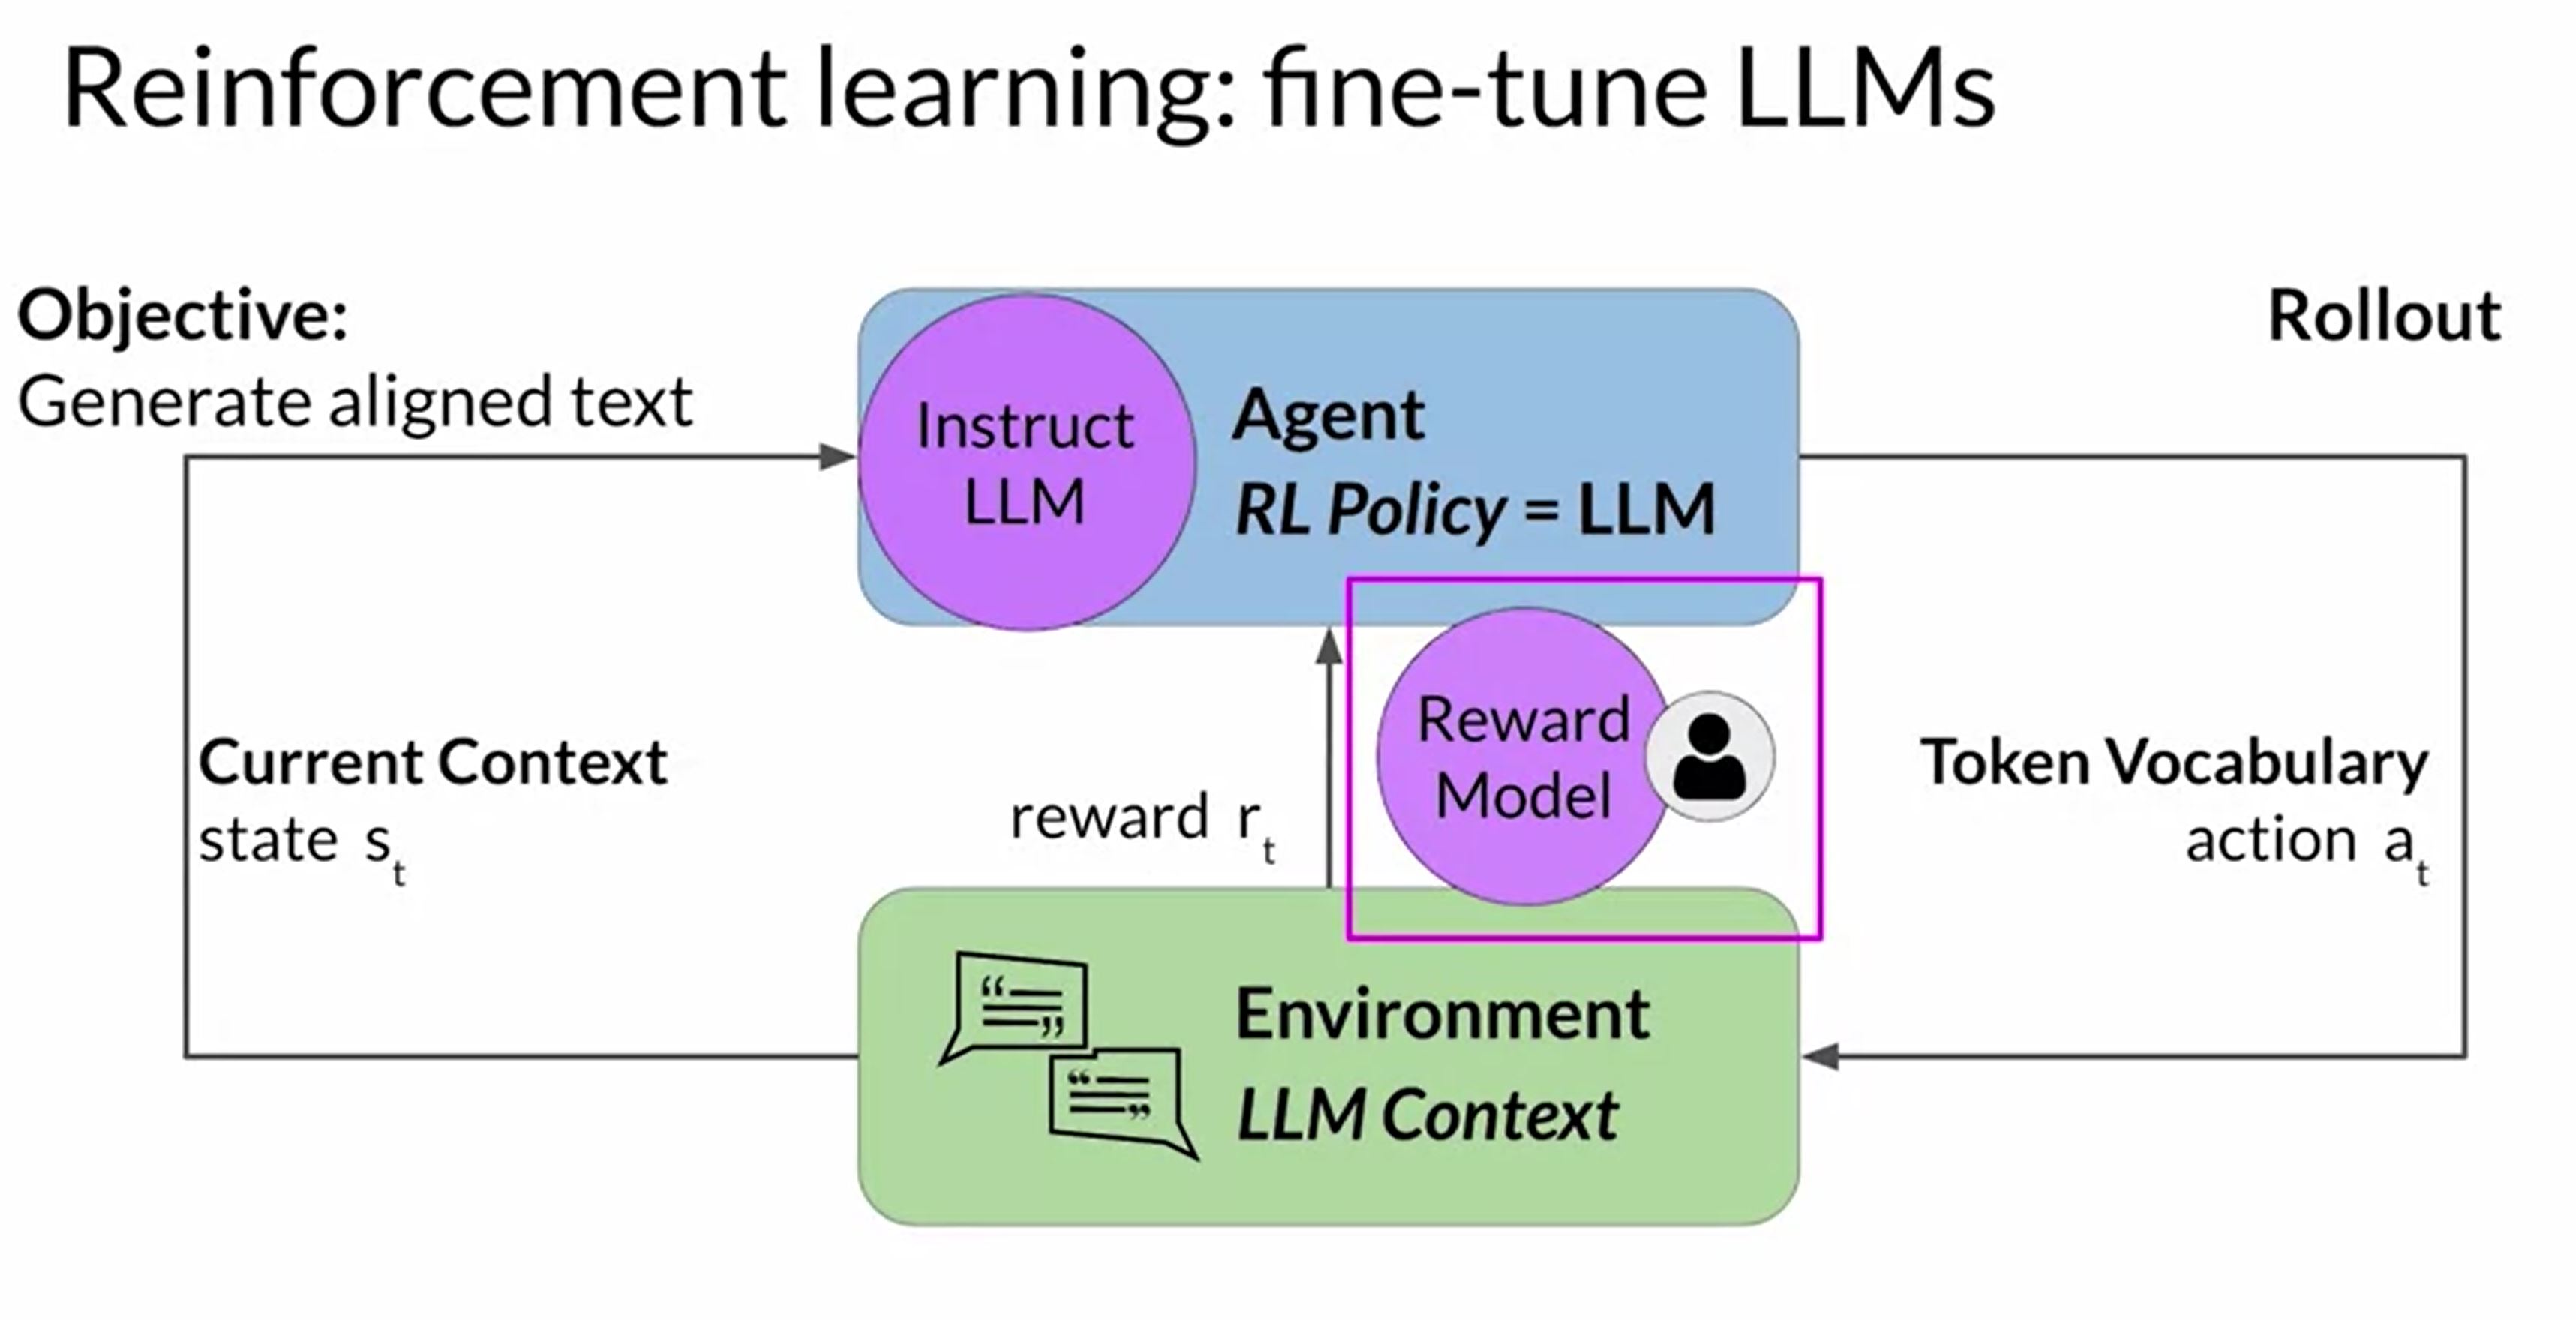 Reinforcement learning: fine-tune LLMs
Objective:
Generate aligned text
Rollout
Instruct
LLM
Agent
RL Policy = LLM
Current Context
state s_t
reward r_t
Reward
Model
Token Vocabulary
action a_t
Environment
LLM Context